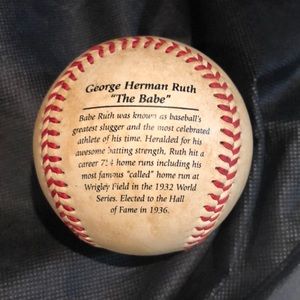 George Herman Ruth
"The Babe"
Babe Ruth was known as baseball's
greatest slugger and the most celebrated
athlete of his time. Heralded for his
awesome batting strength, Ruth hit a
career 714 home runs including his
most famous "called" home run at
Wrigley Field in the 1932 World
Series. Elected to the Hall
of Fame in 1936.